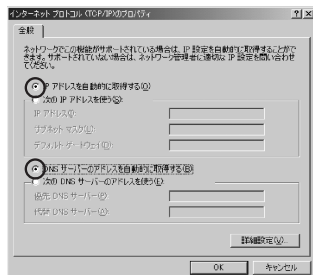 インターネット プロトコル (TCP/IP)のプロパティ
全般
ネットワークでこの機能がサポートされている場合は、IP 設定を自動的に取得することがで
きます。サポートされていない場合は、ネットワーク管理者に適切な IP 設定を問い合わせ
てください。
IP アドレスを自動的に取得する(O)
次の IP アドレスを使う(S):
IP アドレス(I):
サブネット マスク(U):
デフォルト ゲートウェイ(D):
DNS サーバーのアドレスを自動的に取得する(B)
次の DNS サーバーのアドレスを使う(E):
優先 DNS サーバー(P):
代替 DNS サーバー(A):
詳細設定(V)...
OK
キャンセル